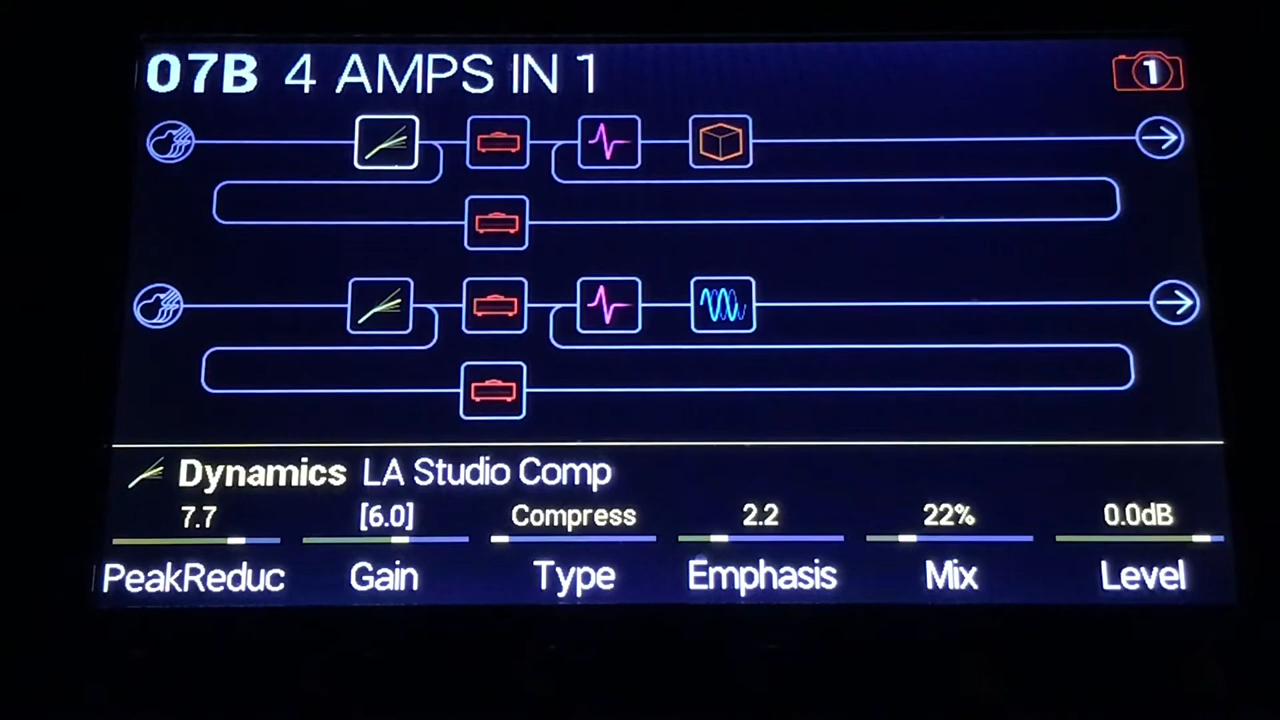 07B 4 AMPS IN 1 1
Dynamics LA Studio Comp
7.7 [6.0] Compress 2.2 22% 0.0dB
PeakReduc Gain Type Emphasis Mix Level